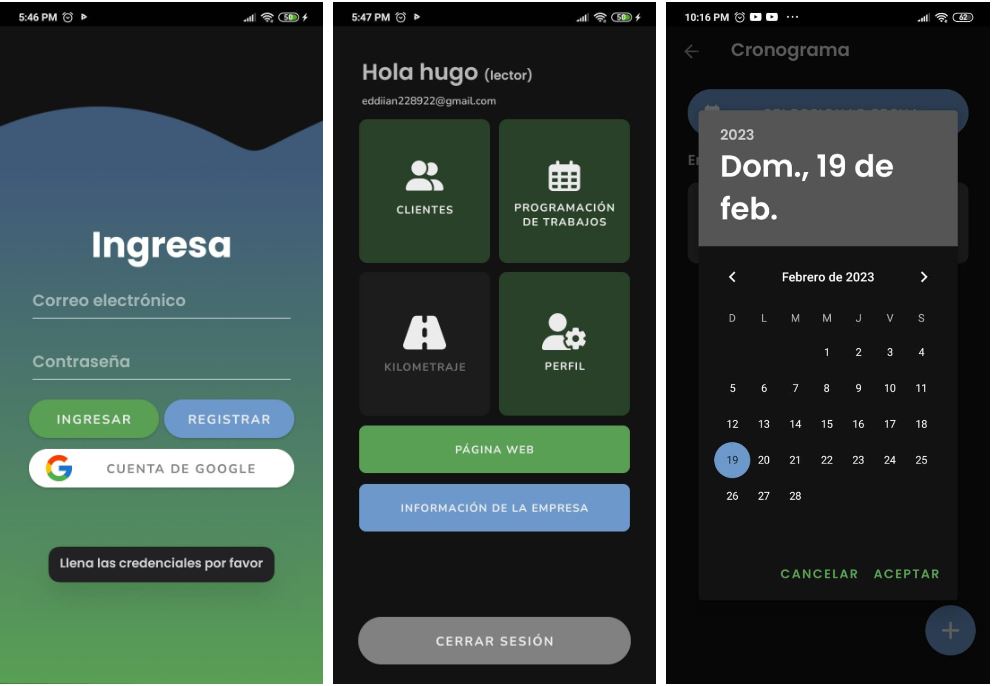 5:46 PM
50
Ingresa
Correo electrónico
Contraseña
INGRESAR
REGISTRAR
G
CUENTA DE GOOGLE
Llena las credenciales por favor
5:47 PM
50
Hola hugo (lector)
eddiian228922@gmail.com
CLIENTES
PROGRAMACIÓN
DE TRABAJOS
KILOMETRAJE
PERFIL
PÁGINA WEB
INFORMACIÓN DE LA EMPRESA
CERRAR SESIÓN
10:16 PM
62
Cronograma
2023
Dom., 19 de
feb.
Febrero de 2023
D L M M J V S
1 2 3 4
5 6 7 8 9 10 11
12 13 14 15 16 17 18
19 20 21 22 23 24 25
26 27 28
CANCELAR ACEPTAR